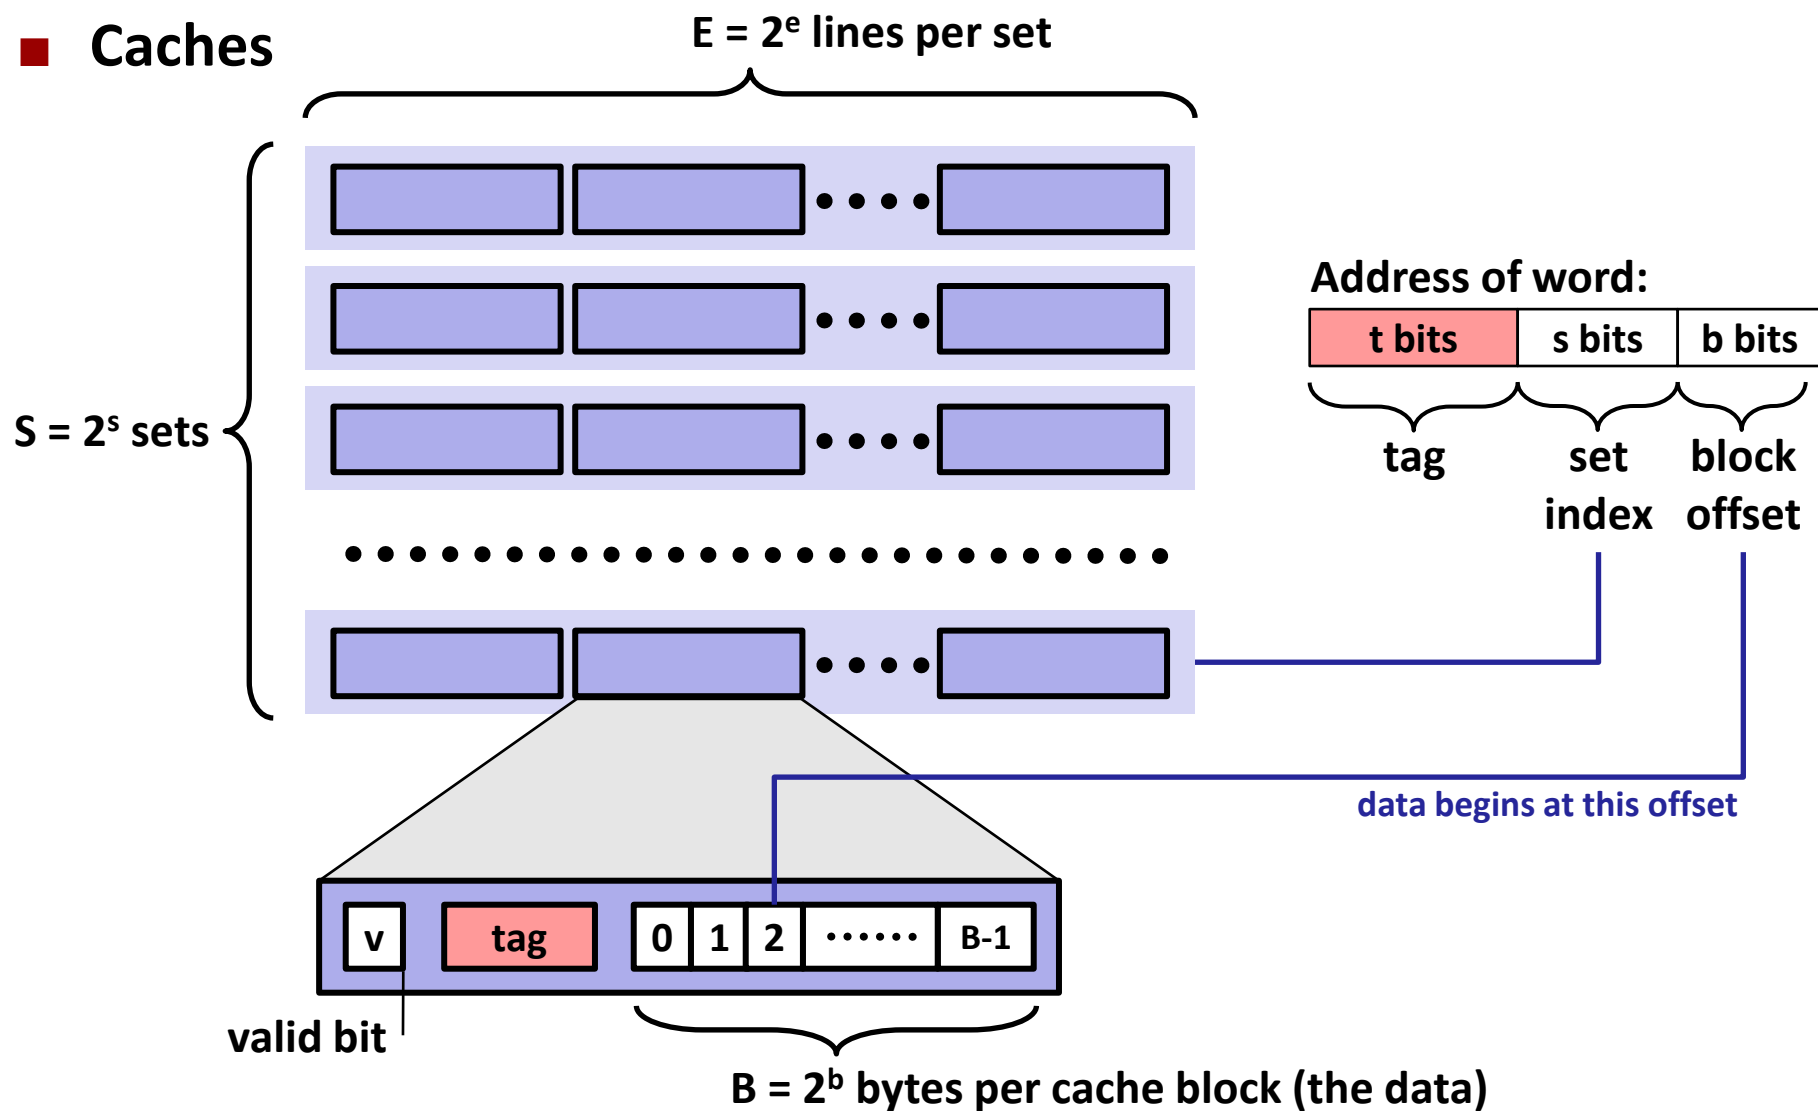 ■ Caches
E = 2ᵉ lines per set
S = 2ˢ sets
Address of word:
t bits s bits b bits
tag set index block offset
data begins at this offset
v tag 0 1 2 •••••• B-1
valid bit
B = 2ᵇ bytes per cache block (the data)